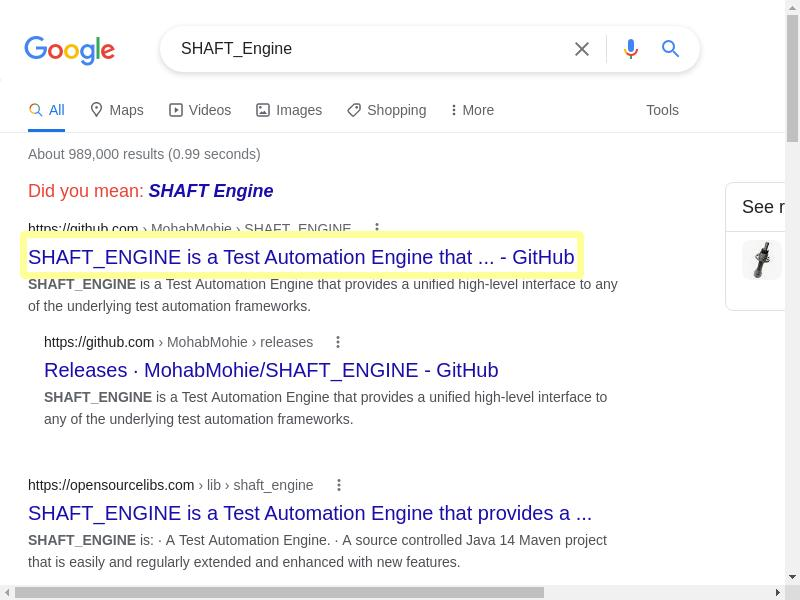 Google
SHAFT_Engine
All Maps Videos Images Shopping More Tools
About 989,000 results (0.99 seconds)
Did you mean: SHAFT Engine
https://github.com › MohabMohie › SHAFT_ENGINE
SHAFT_ENGINE is a Test Automation Engine that ... - GitHub
SHAFT_ENGINE is a Test Automation Engine that provides a unified high-level interface to any
of the underlying test automation frameworks.
https://github.com › MohabMohie › releases
Releases · MohabMohie/SHAFT_ENGINE - GitHub
SHAFT_ENGINE is a Test Automation Engine that provides a unified high-level interface to
any of the underlying test automation frameworks.
https://opensourcelibs.com › lib › shaft_engine
SHAFT_ENGINE is a Test Automation Engine that provides a ...
SHAFT_ENGINE is: · A Test Automation Engine. · A source controlled Java 14 Maven project
that is easily and regularly extended and enhanced with new features.
See